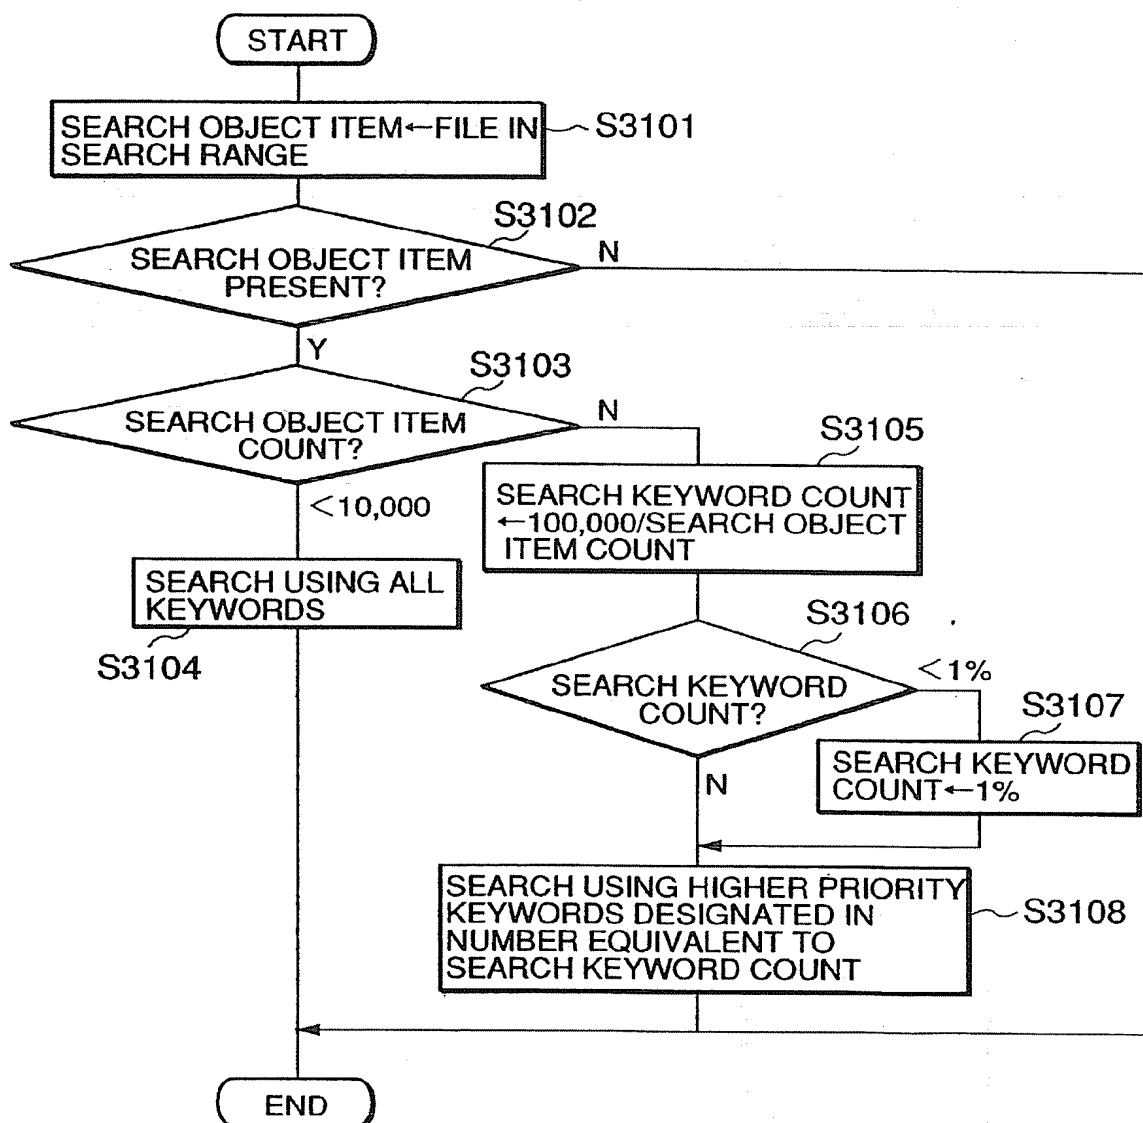 START
SEARCH OBJECT ITEM←FILE IN
SEARCH RANGE
S3101
S3102
SEARCH OBJECT ITEM
PRESENT?
N
Y
S3103
SEARCH OBJECT ITEM
COUNT?
N
<10,000
S3105
SEARCH KEYWORD COUNT
←100,000/SEARCH OBJECT
ITEM COUNT
SEARCH USING ALL
KEYWORDS
S3104
S3106
SEARCH KEYWORD
COUNT?
<1%
N
S3107
SEARCH KEYWORD
COUNT←1%
SEARCH USING HIGHER PRIORITY
KEYWORDS DESIGNATED IN
NUMBER EQUIVALENT TO
SEARCH KEYWORD COUNT
S3108
END